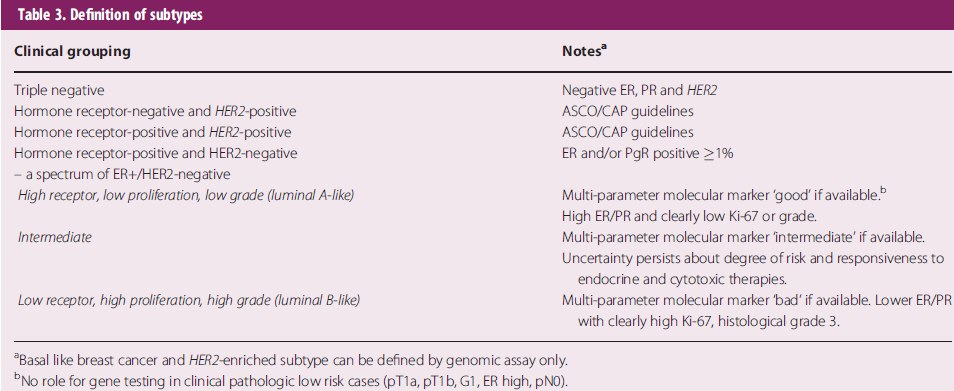 Table 3. Definition of subtypes
Clinical grouping Notesa
Triple negative Negative ER, PR and HER2
Hormone receptor-negative and HER2-positive ASCO/CAP guidelines
Hormone receptor-positive and HER2-positive ASCO/CAP guidelines
Hormone receptor-positive and HER2-negative ER and/or PgR positive ≥1%
– a spectrum of ER+/HER2-negative
High receptor, low proliferation, low grade (luminal A-like) Multi-parameter molecular marker ‘good’ if available.b
High ER/PR and clearly low Ki-67 or grade.
Intermediate Multi-parameter molecular marker ‘intermediate’ if available.
Uncertainty persists about degree of risk and responsiveness to
endocrine and cytotoxic therapies.
Low receptor, high proliferation, high grade (luminal B-like) Multi-parameter molecular marker ‘bad’ if available. Lower ER/PR
with clearly high Ki-67, histological grade 3.
aBasal like breast cancer and HER2-enriched subtype can be defined by genomic assay only.
bNo role for gene testing in clinical pathologic low risk cases (pT1a, pT1b, G1, ER high, pN0).